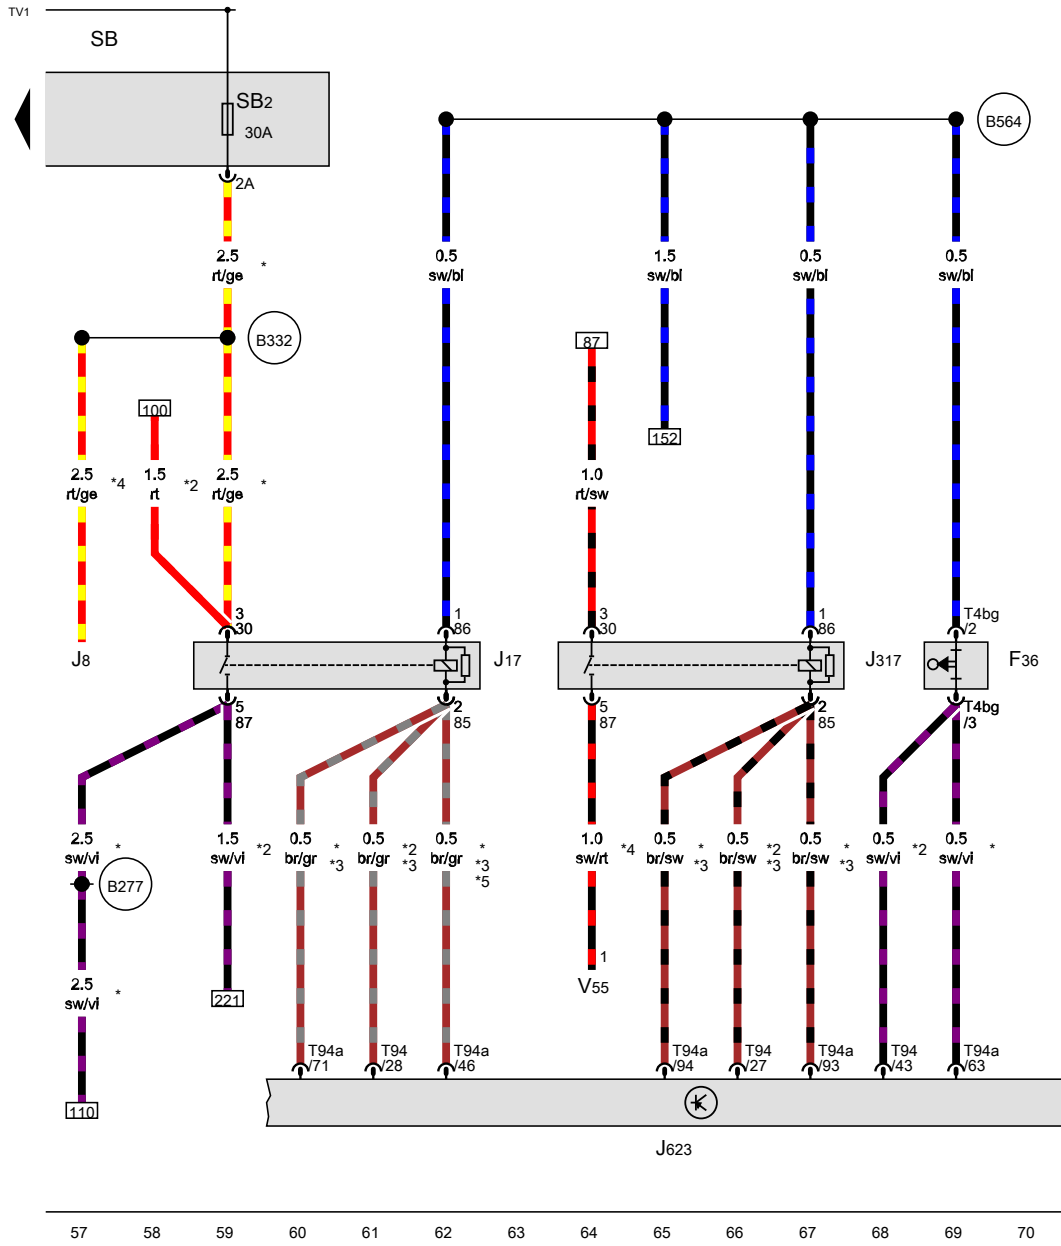 TV1
SB
SB2
30A
2A
B564
2.5
rt/ge
*
0.5
sw/bl
1.5
sw/bl
0.5
sw/bl
0.5
sw/bl
B332
87
100
152
2.5
rt/ge
*4
1.5
rt
*2
2.5
rt/ge
*
1.0
rt/sw
3
30
1
86
3
30
1
86
T4bg
/2
J8
J17
J317
F36
5
87
2
85
5
87
2
85
T4bg
/3
2.5
sw/vi
*
1.5
sw/vi
*2
0.5
br/gr
*
*3
0.5
br/gr
*2
*3
0.5
br/gr
*
*3
*5
1.0
sw/rt
*4
0.5
br/sw
*
*3
0.5
br/sw
*2
*3
0.5
br/sw
*
*3
0.5
sw/vi
*2
0.5
sw/vi
*
B277
2.5
sw/vi
*
221
1
V55
110
T94a
/71
T94
/28
T94a
/46
T94a
/94
T94
/27
T94a
/93
T94
/43
T94a
/63
J623
57 58 59 60 61 62 63 64 65 66 67 68 69 70